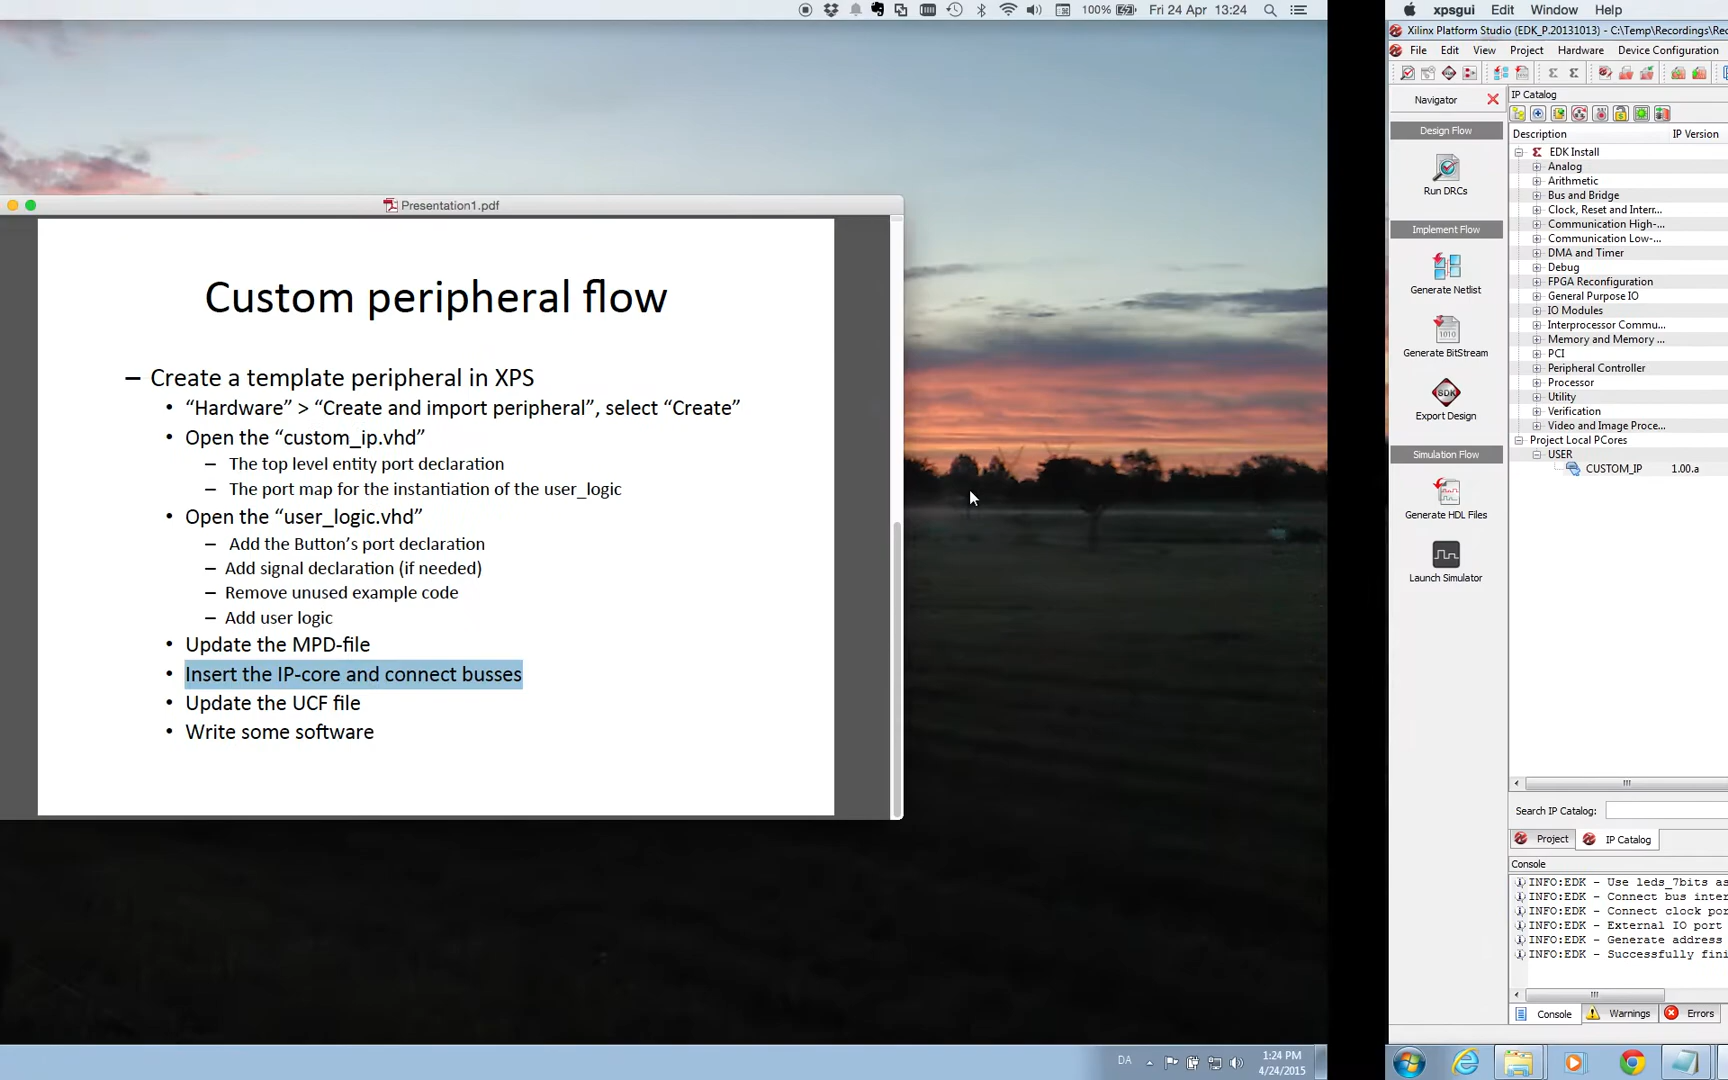 100%
Fri 24 Apr 13:24
xpsgui Edit Window Help
Xilinx Platform Studio (EDK_P.20131013) - C:\Temp\Recordings\Rec
File Edit View Project Hardware Device Configuration
Navigator
Design Flow
Run DRCs
Implement Flow
Generate Netlist
1010
Generate BitStream
SDK
Export Design
Simulation Flow
Generate HDL Files
Launch Simulator
IP Catalog
Description IP Version
EDK Install
Analog
Arithmetic
Bus and Bridge
Clock, Reset and Interr...
Communication High-...
Communication Low-...
DMA and Timer
Debug
FPGA Reconfiguration
General Purpose IO
IO Modules
Interprocessor Commu...
Memory and Memory ...
PCI
Peripheral Controller
Processor
Utility
Verification
Video and Image Proce...
Project Local PCores
USER
CUSTOM_IP 1.00.a
Search IP Catalog:
Project IP Catalog
Console
INFO:EDK - Use leds_7bits as
INFO:EDK - Connect bus inter
INFO:EDK - Connect clock por
INFO:EDK - External IO port
INFO:EDK - Generate address
INFO:EDK - Successfully fini
Console Warnings Errors
Presentation1.pdf
Custom peripheral flow
– Create a template peripheral in XPS
• “Hardware” > “Create and import peripheral”, select “Create”
• Open the “custom_ip.vhd”
– The top level entity port declaration
– The port map for the instantiation of the user_logic
• Open the “user_logic.vhd”
– Add the Button’s port declaration
– Add signal declaration (if needed)
– Remove unused example code
– Add user logic
• Update the MPD-file
• Insert the IP-core and connect busses
• Update the UCF file
• Write some software
DA
1:24 PM
4/24/2015